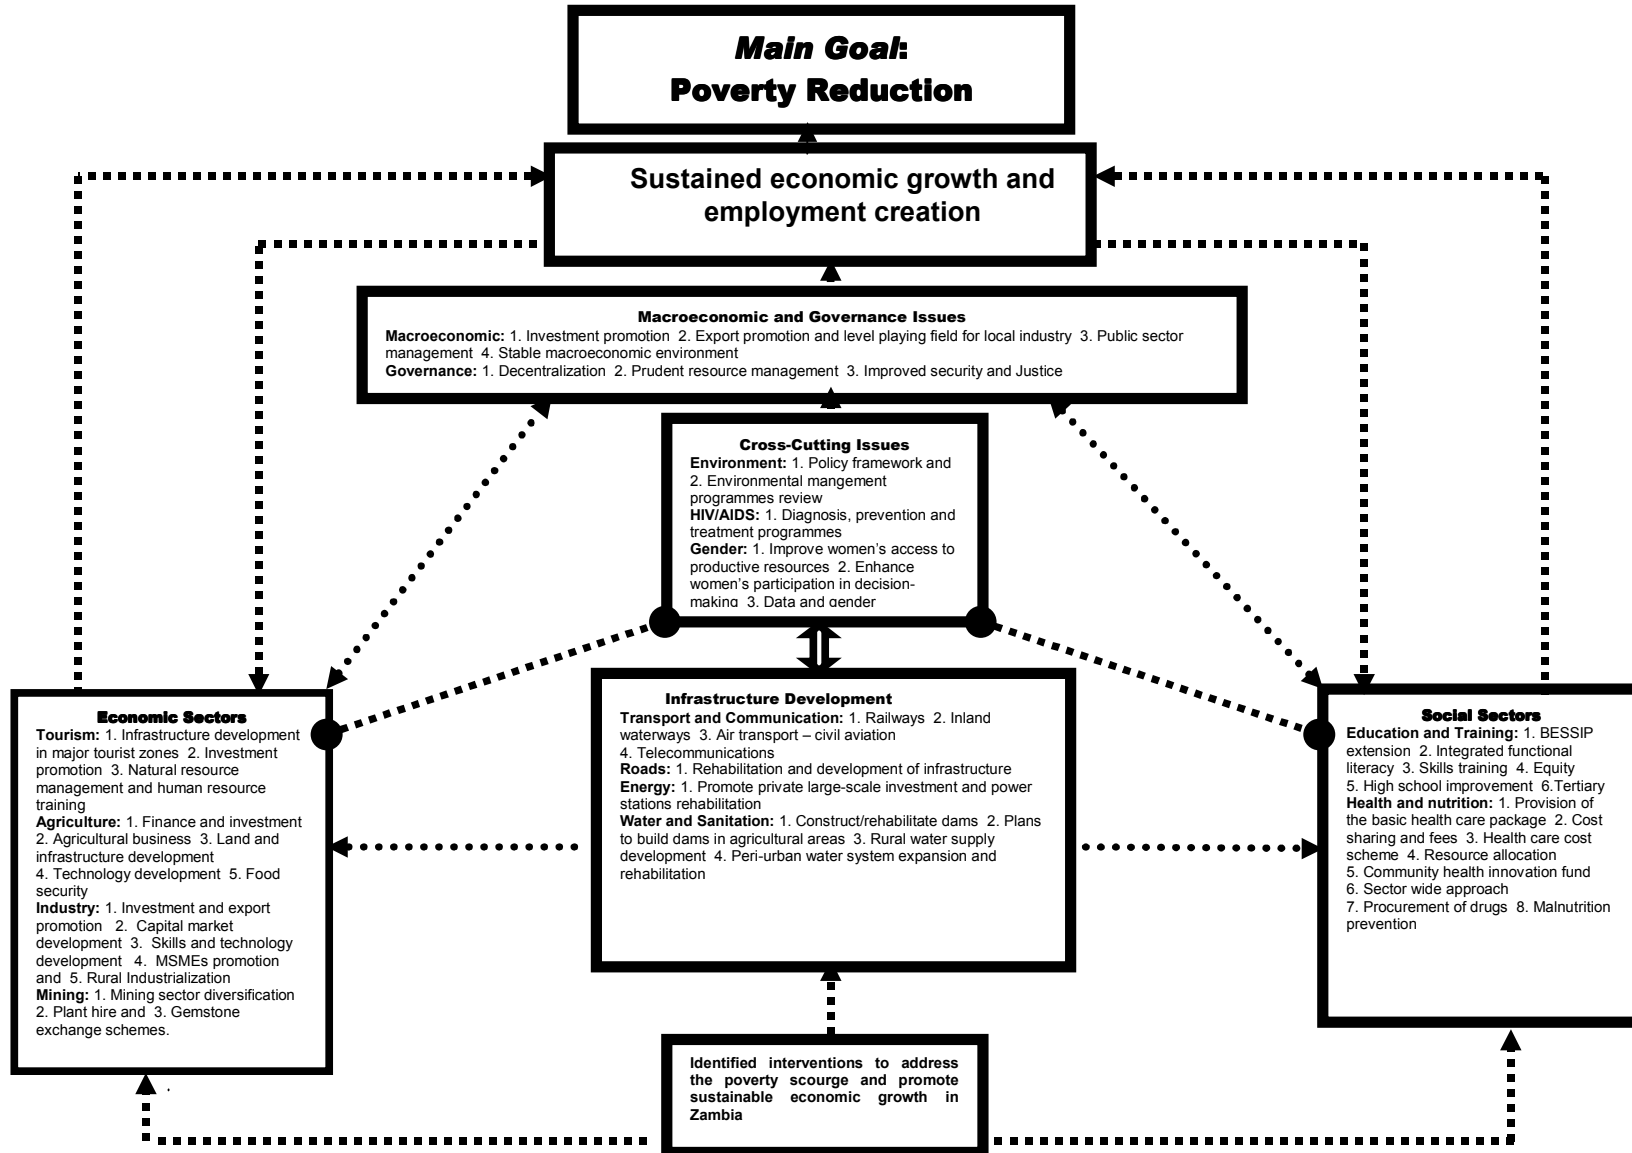 Main Goal:
Poverty Reduction
Sustained economic growth and
employment creation
Macroeconomic and Governance Issues
Macroeconomic: 1. Investment promotion 2. Export promotion and level playing field for local industry 3. Public sector
management 4. Stable macroeconomic environment
Governance: 1. Decentralization 2. Prudent resource management 3. Improved security and Justice
Cross-Cutting Issues
Environment: 1. Policy framework and
2. Environmental mangement
programmes review
HIV/AIDS: 1. Diagnosis, prevention and
treatment programmes
Gender: 1. Improve women's access to
productive resources 2. Enhance
women's participation in decision-
making 3. Data and gender
Economic Sectors
Tourism: 1. Infrastructure development
in major tourist zones 2. Investment
promotion 3. Natural resource
management and human resource
training
Agriculture: 1. Finance and investment
2. Agricultural business 3. Land and
infrastructure development
4. Technology development 5. Food
security
Industry: 1. Investment and export
promotion 2. Capital market
development 3. Skills and technology
development 4. MSMEs promotion
and 5. Rural Industrialization
Mining: 1. Mining sector diversification
2. Plant hire and 3. Gemstone
exchange schemes.
Infrastructure Development
Transport and Communication: 1. Railways 2. Inland
waterways 3. Air transport – civil aviation
4. Telecommunications
Roads: 1. Rehabilitation and development of infrastructure
Energy: 1. Promote private large-scale investment and power
stations rehabilitation
Water and Sanitation: 1. Construct/rehabilitate dams 2. Plans
to build dams in agricultural areas 3. Rural water supply
development 4. Peri-urban water system expansion and
rehabilitation
Social Sectors
Education and Training: 1. BESSIP
extension 2. Integrated functional
literacy 3. Skills training 4. Equity
5. High school improvement 6.Tertiary
Health and nutrition: 1. Provision of
the basic health care package 2. Cost
sharing and fees 3. Health care cost
scheme 4. Resource allocation
5. Community health innovation fund
6. Sector wide approach
7. Procurement of drugs 8. Malnutrition
prevention
Identified interventions to address
the poverty scourge and promote
sustainable economic growth in
Zambia